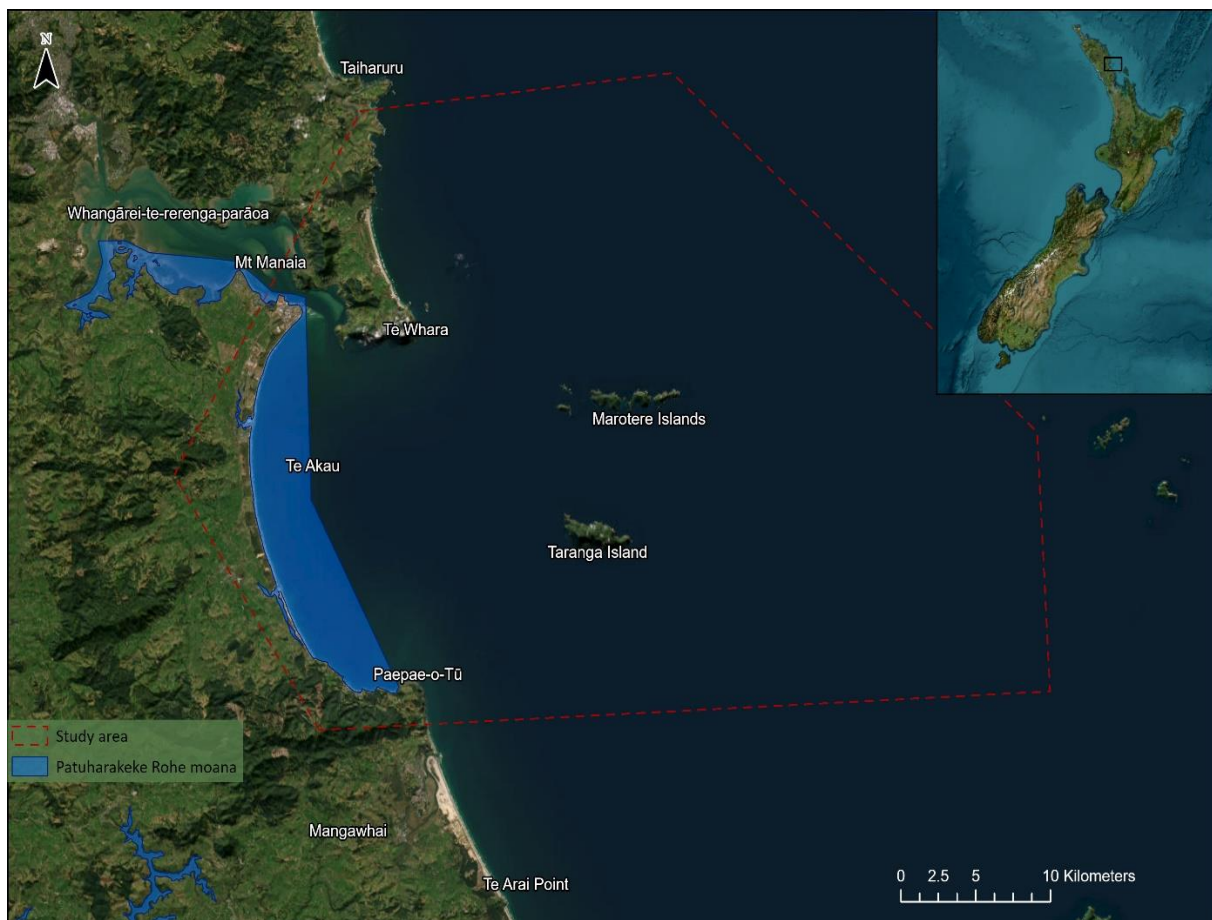 N
Taiharuru
Whangārei-te-rerenga-parāoa
Mt Manaia
Te Whara
Marotere Islands
Te Akau
Taranga Island
Paepae-o-Tū
Study area
Patuharakeke Rohe moana
Mangawhai
Te Arai Point
0 2.5 5 10 Kilometers